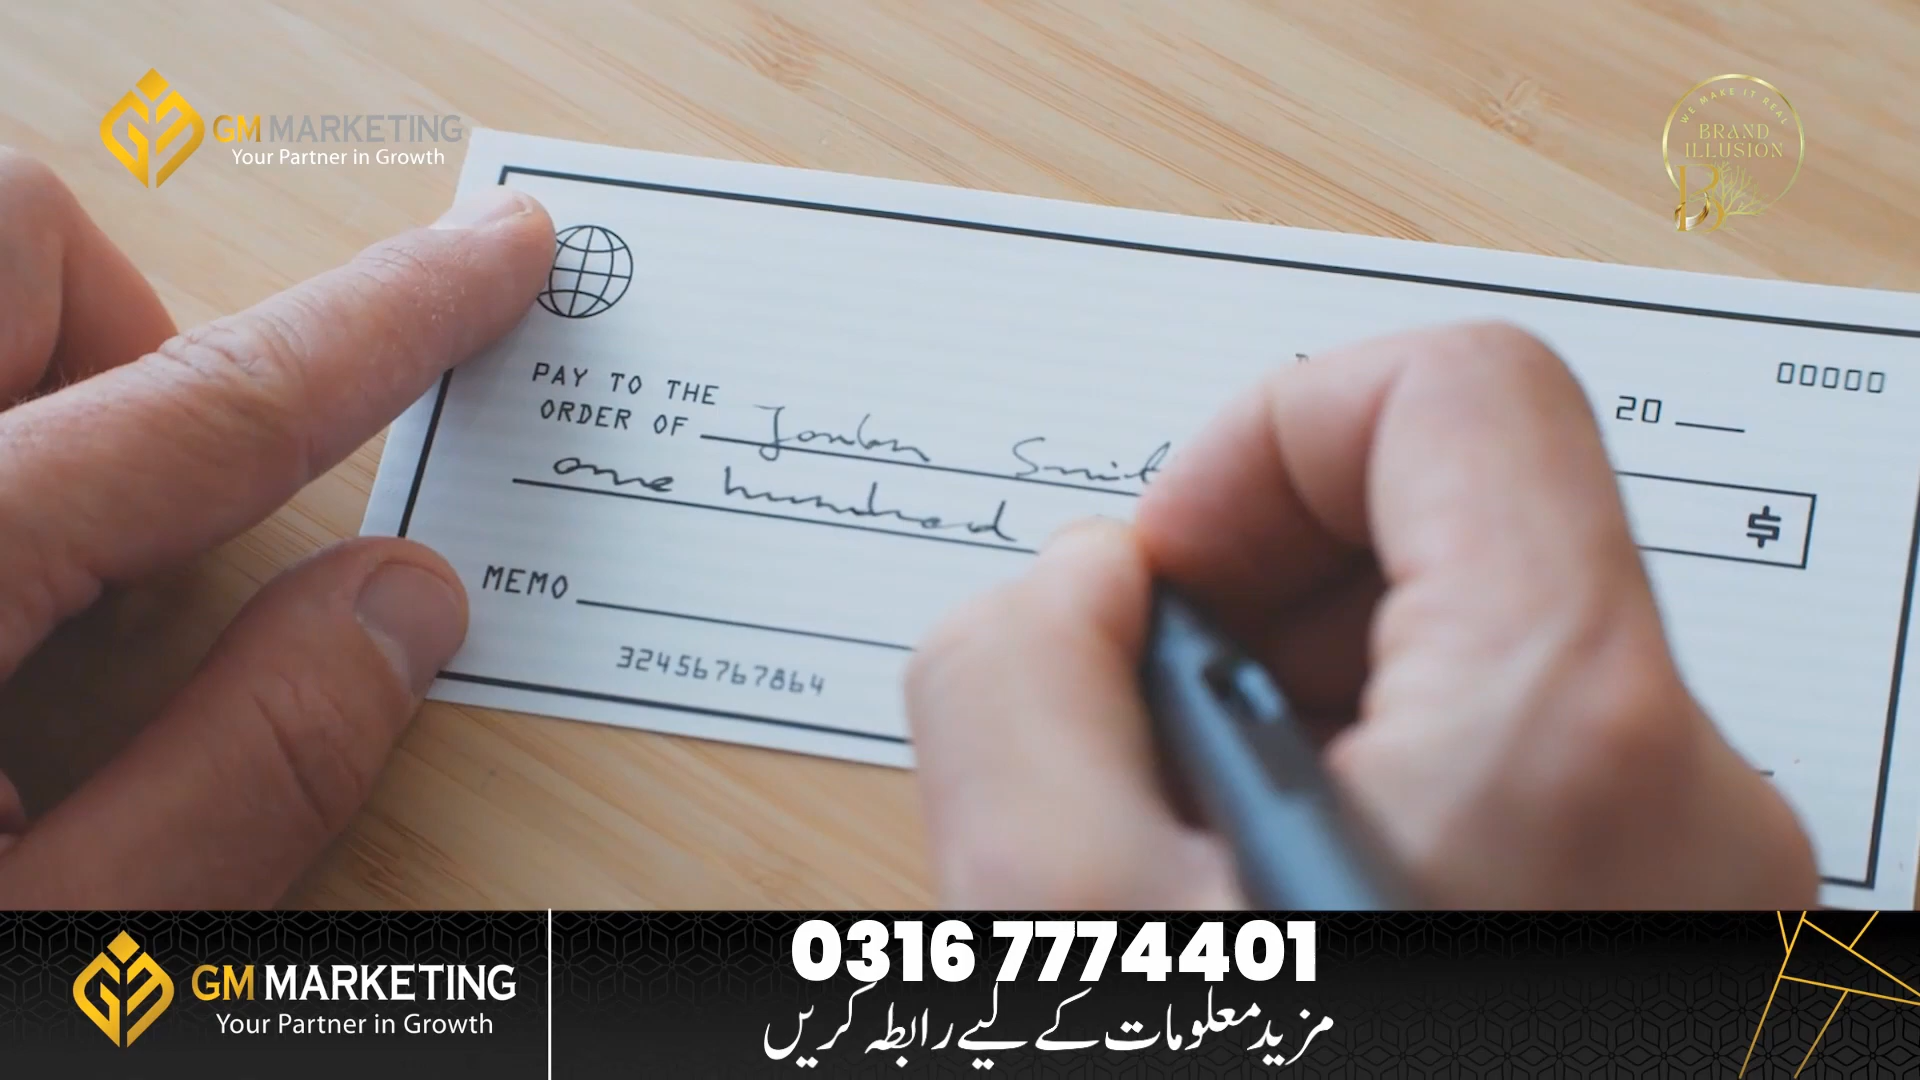 GM MARKETING
Your Partner in Growth
WE MAKE IT REAL
BRAND
ILLUSION
B
00000
20
PAY TO THE
ORDER OF
one hundred
$
MEMO
32456767864
GM MARKETING
Your Partner in Growth
0316 7774401
مزید معلومات کے لیے رابطہ کریں